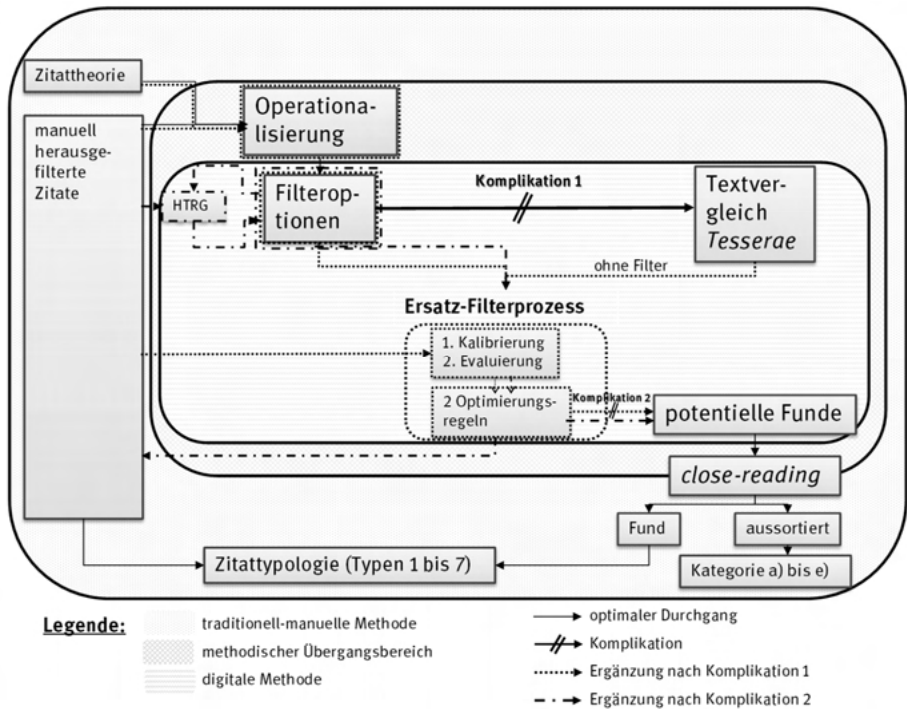 Zitattheorie
Operationa-
lisierung
manuell
herausge-
filterte
Zitate
HTRG
Filterop-
tionen
Komplikation 1
Textver-
gleich
Tesserae
ohne Filter
Ersatz-Filterprozess
1. Kalibrierung
2. Evaluierung
2 Optimierungs-
regeln
Komplikation 2
potentielle Funde
close-reading
Fund
aussortiert
Zitattypologie (Typen 1 bis 7)
Kategorie a) bis e)
Legende:
traditionell-manuelle Methode
methodischer Übergangsbereich
digitale Methode
optimaler Durchgang
Komplikation
Ergänzung nach Komplikation 1
Ergänzung nach Komplikation 2